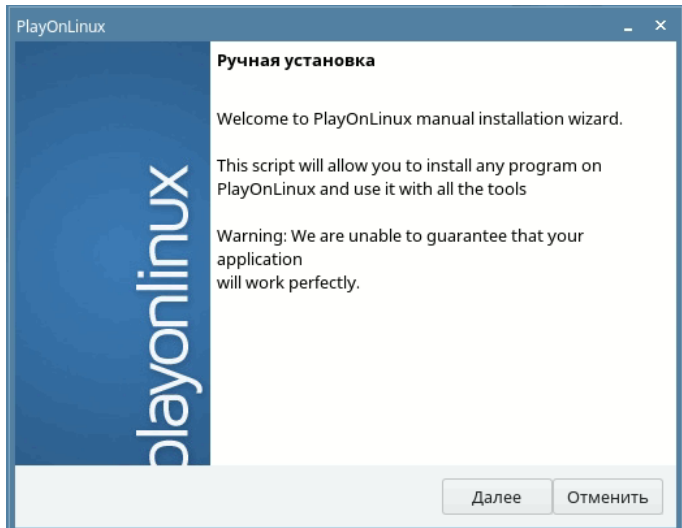 PlayOnLinux
Ручная установка
Welcome to PlayOnLinux manual installation wizard.
This script will allow you to install any program on
PlayOnLinux and use it with all the tools
Warning: We are unable to guarantee that your
application
will work perfectly.
playonlinux
Далее
Отменить